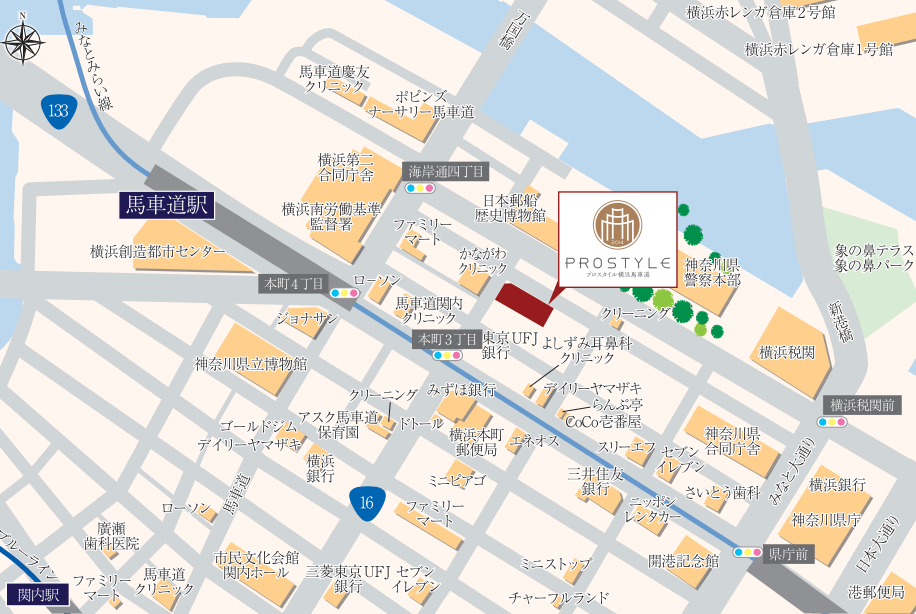 N
みなとみらい線
万国橋
横浜赤レンガ倉庫2号館
横浜赤レンガ倉庫1号館
133
馬車道慶友
クリニック
ポピンズ
ナーサリー馬車道
横浜第二
合同庁舎
海岸通四丁目
馬車道駅
横浜南労働基準
監督署
日本郵船
歴史博物館
ファミリー
マート
かながわ
クリニック
横浜創造都市センター
PROSTYLE
プロスタイル横浜馬車道
神奈川県
警察本部
象の鼻テラス
象の鼻パーク
新港橋
本町4丁目
ローソン
馬車道関内
クリニック
クリーニング
ジョナサン
本町3丁目
東京UFJ
銀行
よしずみ耳鼻科
クリニック
横浜税関
神奈川県立博物館
クリーニング
みずほ銀行
デイリーヤマザキ
らんぷ亭
CoCo壱番屋
横浜税関前
ゴールドジム
デイリーヤマザキ
アスク馬車道
保育園
ドトール
横浜本町
郵便局
エネオス
スリーエフ
セブン
イレブン
神奈川県
合同庁舎
みなと大通り
横浜
銀行
ミニピアゴ
三井住友
銀行
さいとう歯科
横浜銀行
馬車道
ローソン
16
ファミリー
マート
ニッポン
レンタカー
神奈川県庁
日本大通り
廣瀬
歯科医院
ブルーライン
市民文化会館
関内ホール
三菱東京UFJ
銀行
セブン
イレブン
ミニストップ
開港記念館
県庁前
関内駅
ファミリー
マート
馬車道
クリニック
チャーフルランド
港郵便局